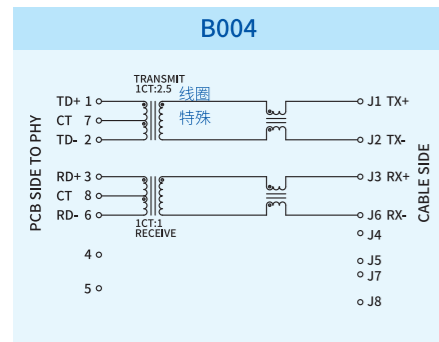 B004
TRANSMIT
1CT:2.5
线圈
特殊
TD+ 1
CT 7
TD- 2
RD+ 3
CT 8
RD- 6
1CT:1
RECEIVE
4
5
PCB SIDE TO PHY
J1 TX+
J2 TX-
J3 RX+
J6 RX-
J4
J5
J7
J8
CABLE SIDE